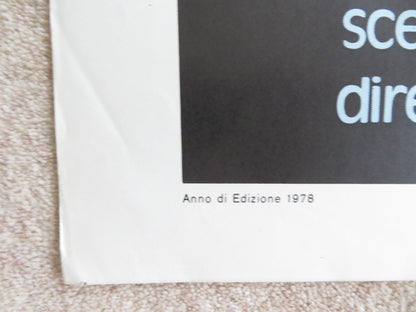 sce
dire
Anno di Edizione 1978